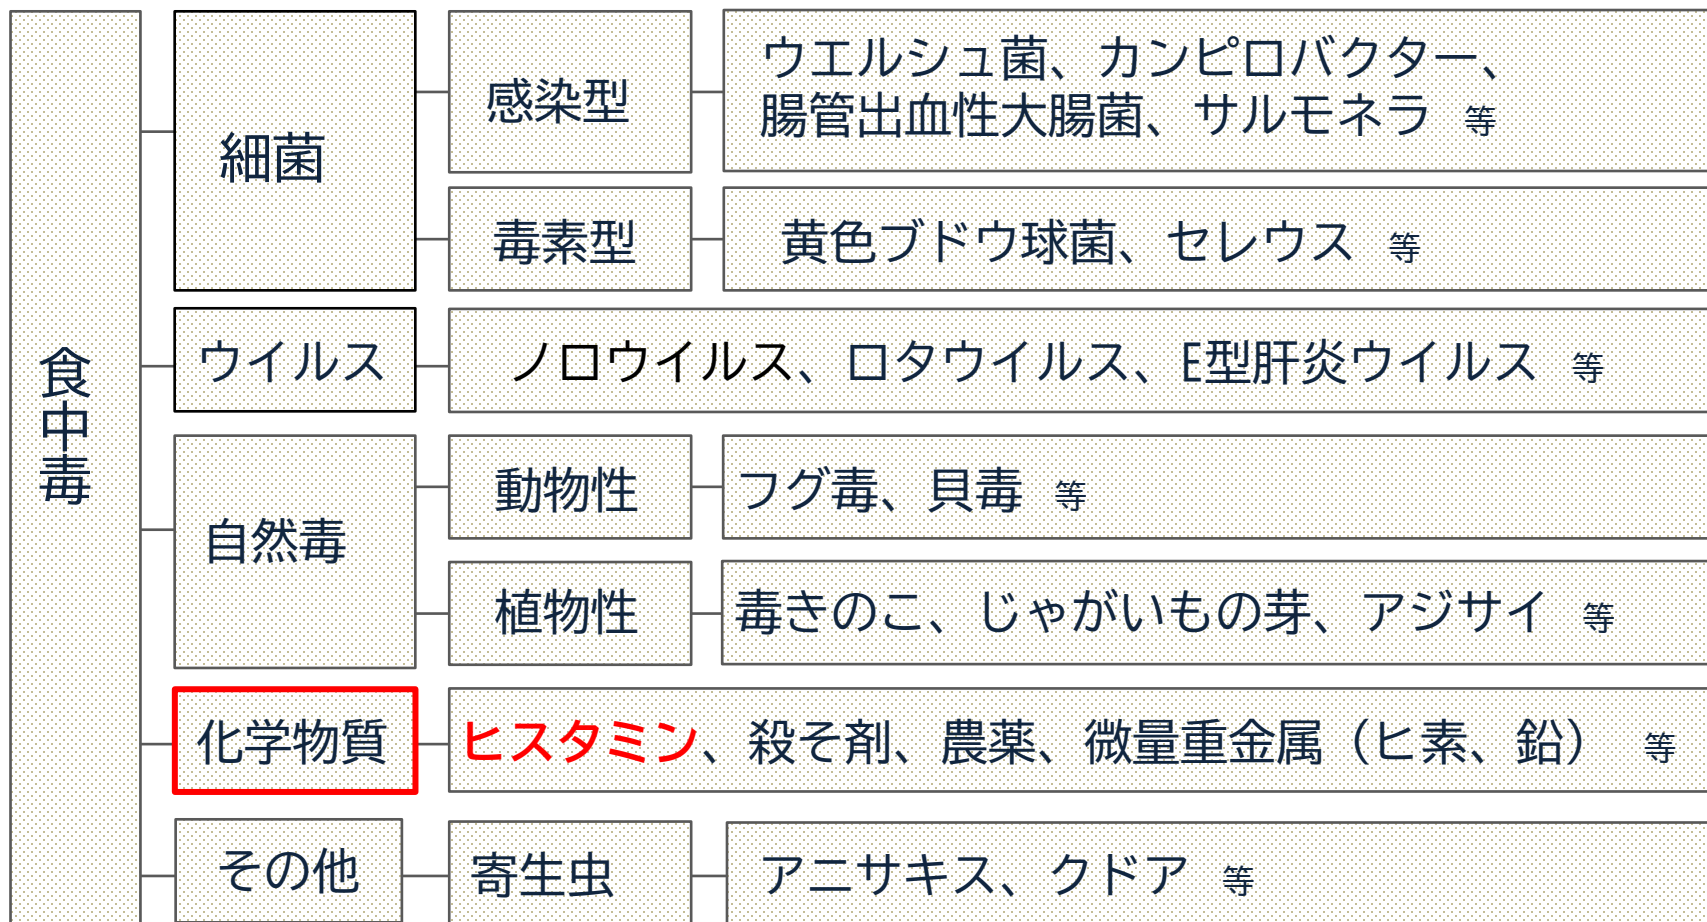 食中毒
細菌
感染型
ウエルシュ菌、カンピロバクター、
腸管出血性大腸菌、サルモネラ 等
毒素型
黄色ブドウ球菌、セレウス 等
ウイルス
ノロウイルス、ロタウイルス、E型肝炎ウイルス 等
自然毒
動物性
フグ毒、貝毒 等
植物性
毒きのこ、じゃがいもの芽、アジサイ 等
化学物質
ヒスタミン、殺そ剤、農薬、微量重金属（ヒ素、鉛） 等
その他
寄生虫
アニサキス、クドア 等